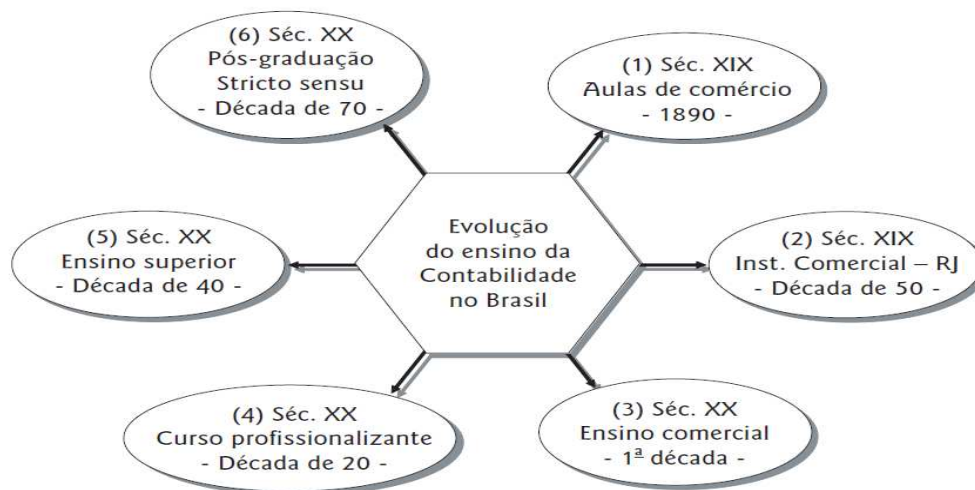 (6) Séc. XX
Pós-graduação
Stricto sensu
- Década de 70 -
(1) Séc. XIX
Aulas de comércio
- 1890 -
Evolução
do ensino da
Contabilidade
no Brasil
(5) Séc. XX
Ensino superior
- Década de 40 -
(2) Séc. XIX
Inst. Comercial – RJ
- Década de 50 -
(4) Séc. XX
Curso profissionalizante
- Década de 20 -
(3) Séc. XX
Ensino comercial
- 1ª década -